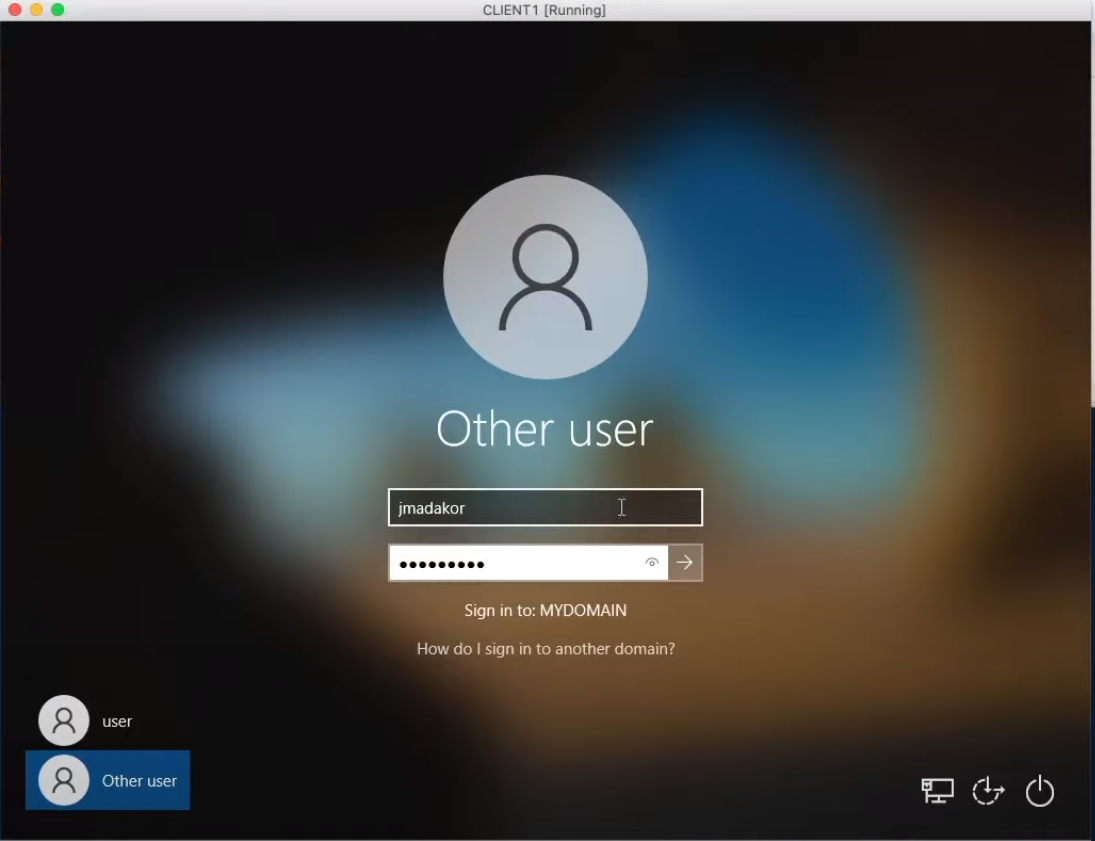 CLIENT1 [Running]
Other user
jmadakor
•••••••••
Sign in to: MYDOMAIN
How do I sign in to another domain?
user
Other user